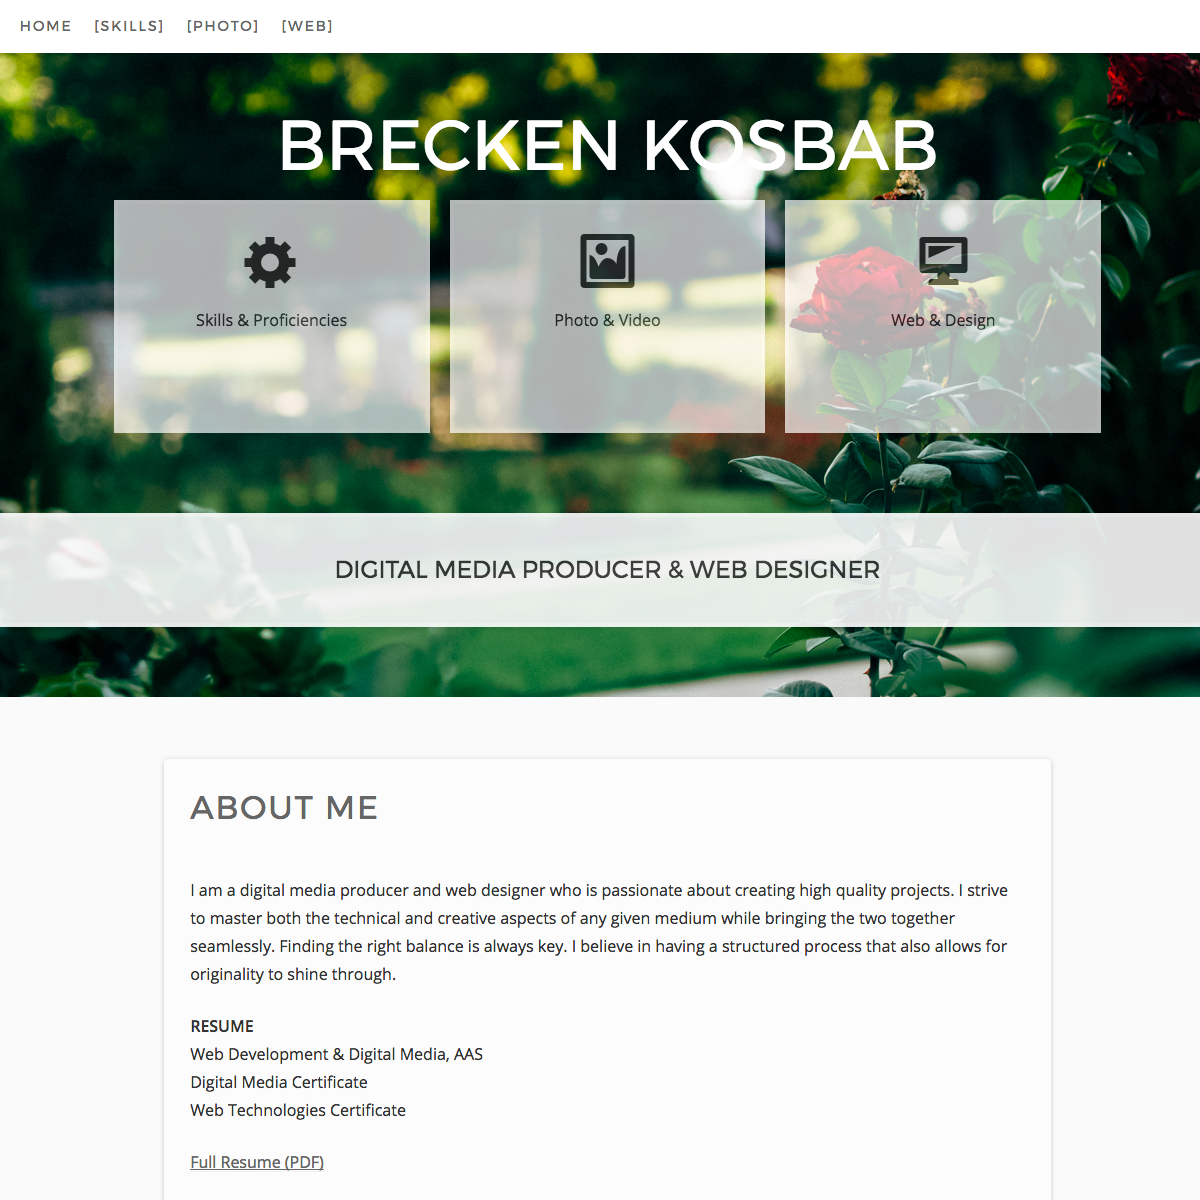 HOME [SKILLS] [PHOTO] [WEB]
BRECKEN KOSBAB
Skills & Proficiencies
Photo & Video
Web & Design
DIGITAL MEDIA PRODUCER & WEB DESIGNER
ABOUT ME
I am a digital media producer and web designer who is passionate about creating high quality projects. I strive
to master both the technical and creative aspects of any given medium while bringing the two together
seamlessly. Finding the right balance is always key. I believe in having a structured process that also allows for
originality to shine through.
RESUME
Web Development & Digital Media, AAS
Digital Media Certificate
Web Technologies Certificate
Full Resume (PDF)